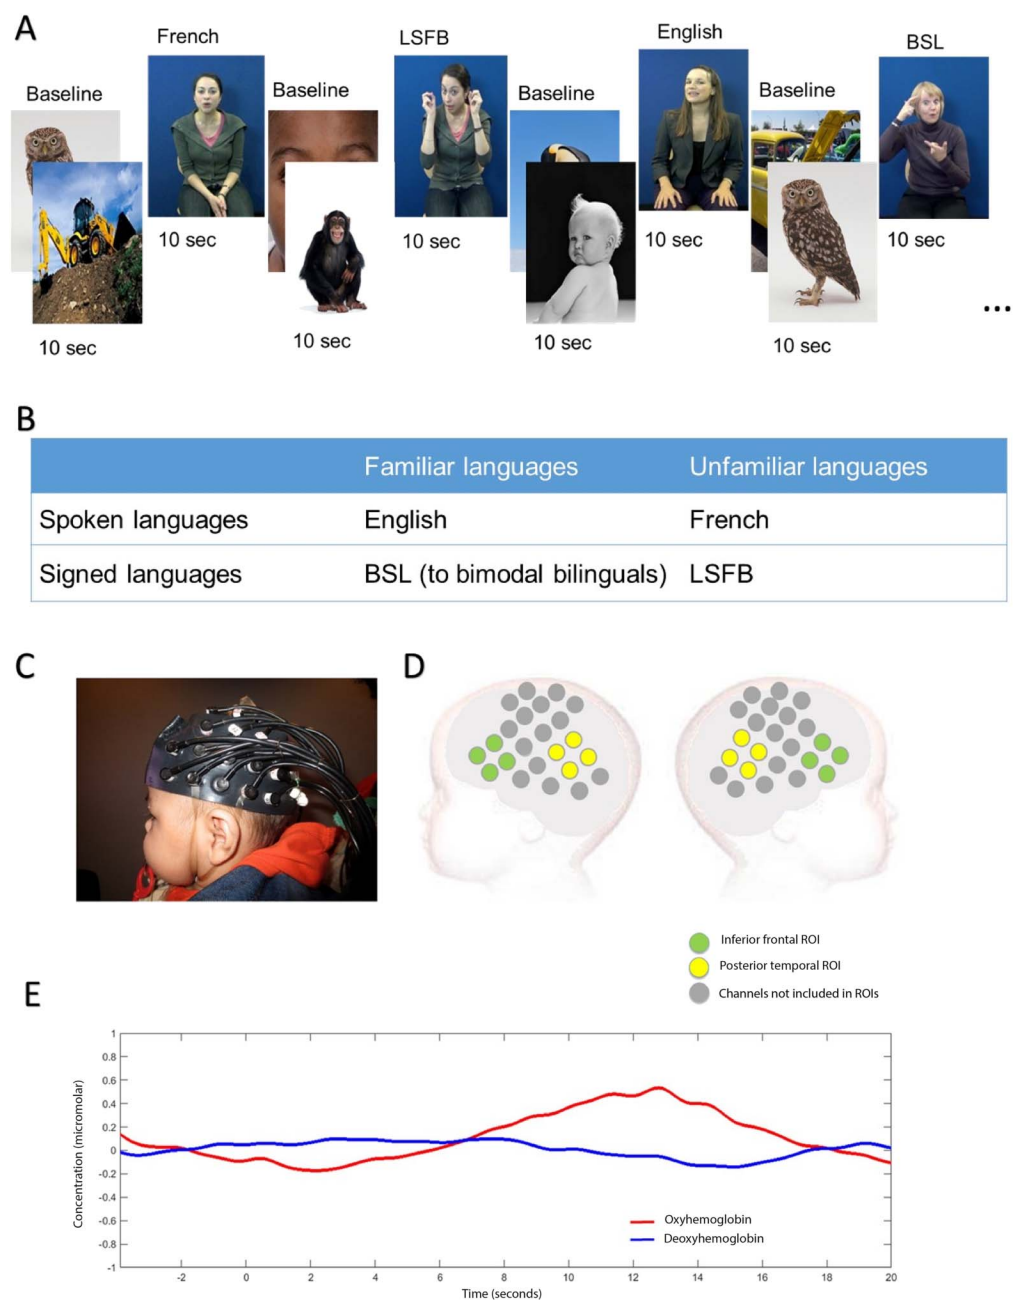 A
French
LSFB
English
BSL
Baseline
Baseline
Baseline
Baseline
10 sec
10 sec
10 sec
10 sec
10 sec
10 sec
10 sec
10 sec
...
B
Familiar languages
Unfamiliar languages
Spoken languages
English
French
Signed languages
BSL (to bimodal bilinguals)
LSFB
C
D
Inferior frontal ROI
Posterior temporal ROI
Channels not included in ROIs
E
1
0.8
0.6
0.4
0.2
0
-0.2
-0.4
-0.6
-0.8
-1
Concentration (micromolar)
Oxyhemoglobin
Deoxyhemoglobin
-2
0
2
4
6
8
10
12
14
16
18
20
Time (seconds)